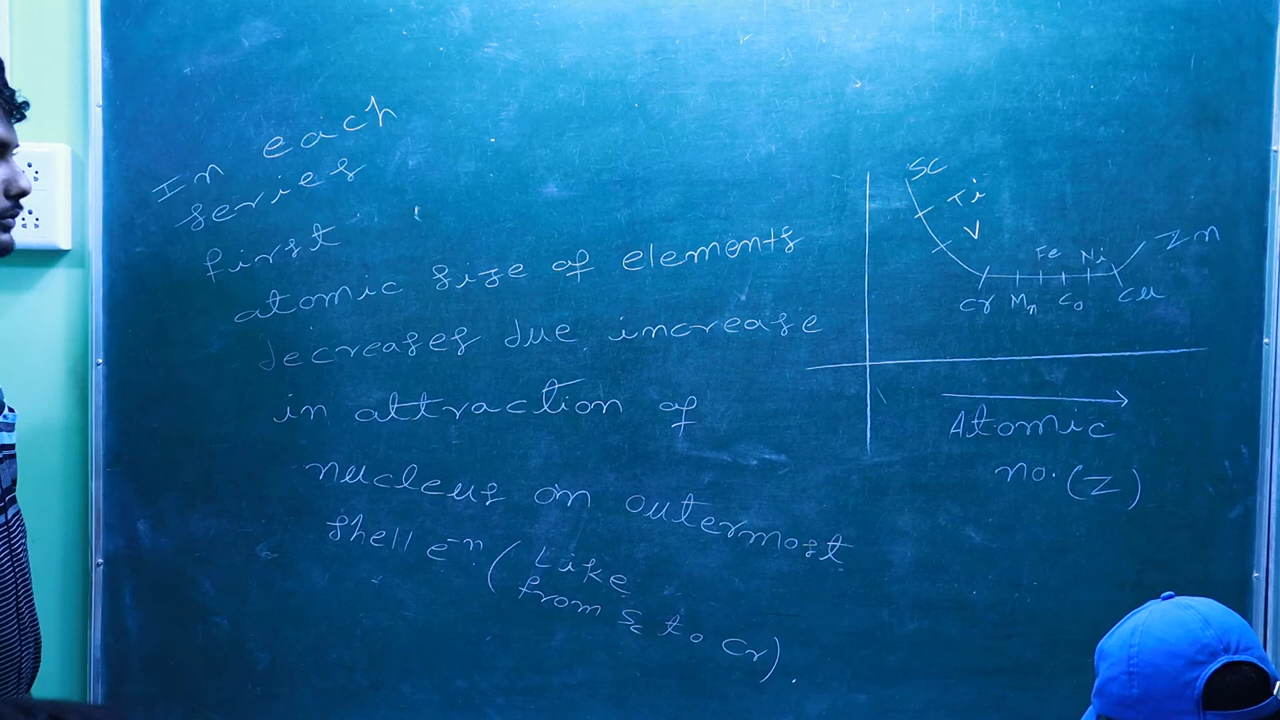 In each
series
first
atomic size of elements
decreases due increase
in attraction of
nucleus on outermost
shell e-n (Like
from Sc to Cr).
SC
Ti
V
Fe Ni Zn
Cr Mn Co Cu
Atomic
no. (Z)